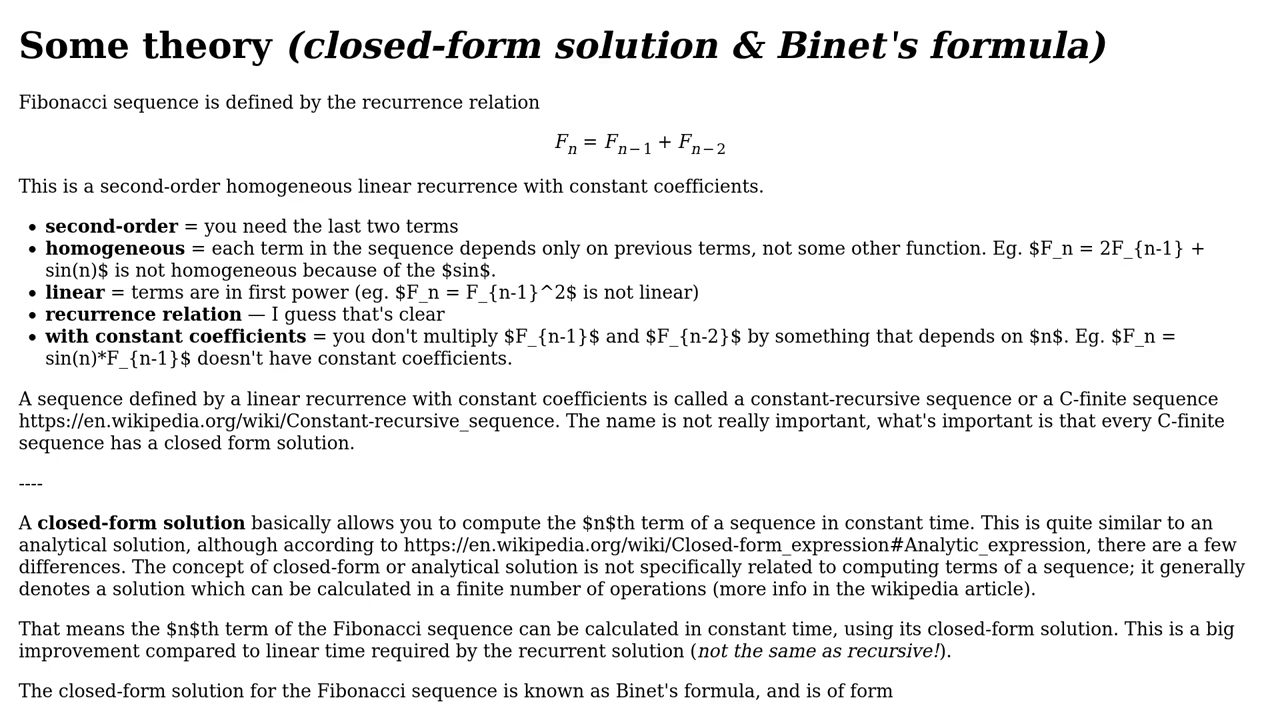 Some theory (closed-form solution & Binet's formula)
Fibonacci sequence is defined by the recurrence relation
Fₙ = Fₙ₋₁ + Fₙ₋₂
This is a second-order homogeneous linear recurrence with constant coefficients.
• second-order = you need the last two terms
• homogeneous = each term in the sequence depends only on previous terms, not some other function. Eg. $F_n = 2F_{n-1} +
sin(n)$ is not homogeneous because of the $sin$.
• linear = terms are in first power (eg. $F_n = F_{n-1}^2$ is not linear)
• recurrence relation — I guess that's clear
• with constant coefficients = you don't multiply $F_{n-1}$ and $F_{n-2}$ by something that depends on $n$. Eg. $F_n =
sin(n)*F_{n-1}$ doesn't have constant coefficients.
A sequence defined by a linear recurrence with constant coefficients is called a constant-recursive sequence or a C-finite sequence
https://en.wikipedia.org/wiki/Constant-recursive_sequence. The name is not really important, what's important is that every C-finite
sequence has a closed form solution.
----
A closed-form solution basically allows you to compute the $n$th term of a sequence in constant time. This is quite similar to an
analytical solution, although according to https://en.wikipedia.org/wiki/Closed-form_expression#Analytic_expression, there are a few
differences. The concept of closed-form or analytical solution is not specifically related to computing terms of a sequence; it generally
denotes a solution which can be calculated in a finite number of operations (more info in the wikipedia article).
That means the $n$th term of the Fibonacci sequence can be calculated in constant time, using its closed-form solution. This is a big
improvement compared to linear time required by the recurrent solution (not the same as recursive!).
The closed-form solution for the Fibonacci sequence is known as Binet's formula, and is of form